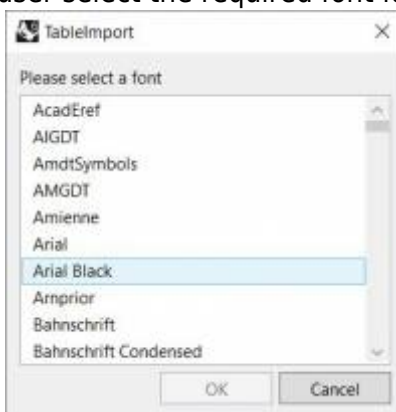 user select the required font
TableImport
Please select a font
AcadEref
AIGDT
AmdtSymbols
AMGDT
Amienne
Arial
Arial Black
Arnprior
Bahnschrift
Bahnschrift Condensed
OK Cancel